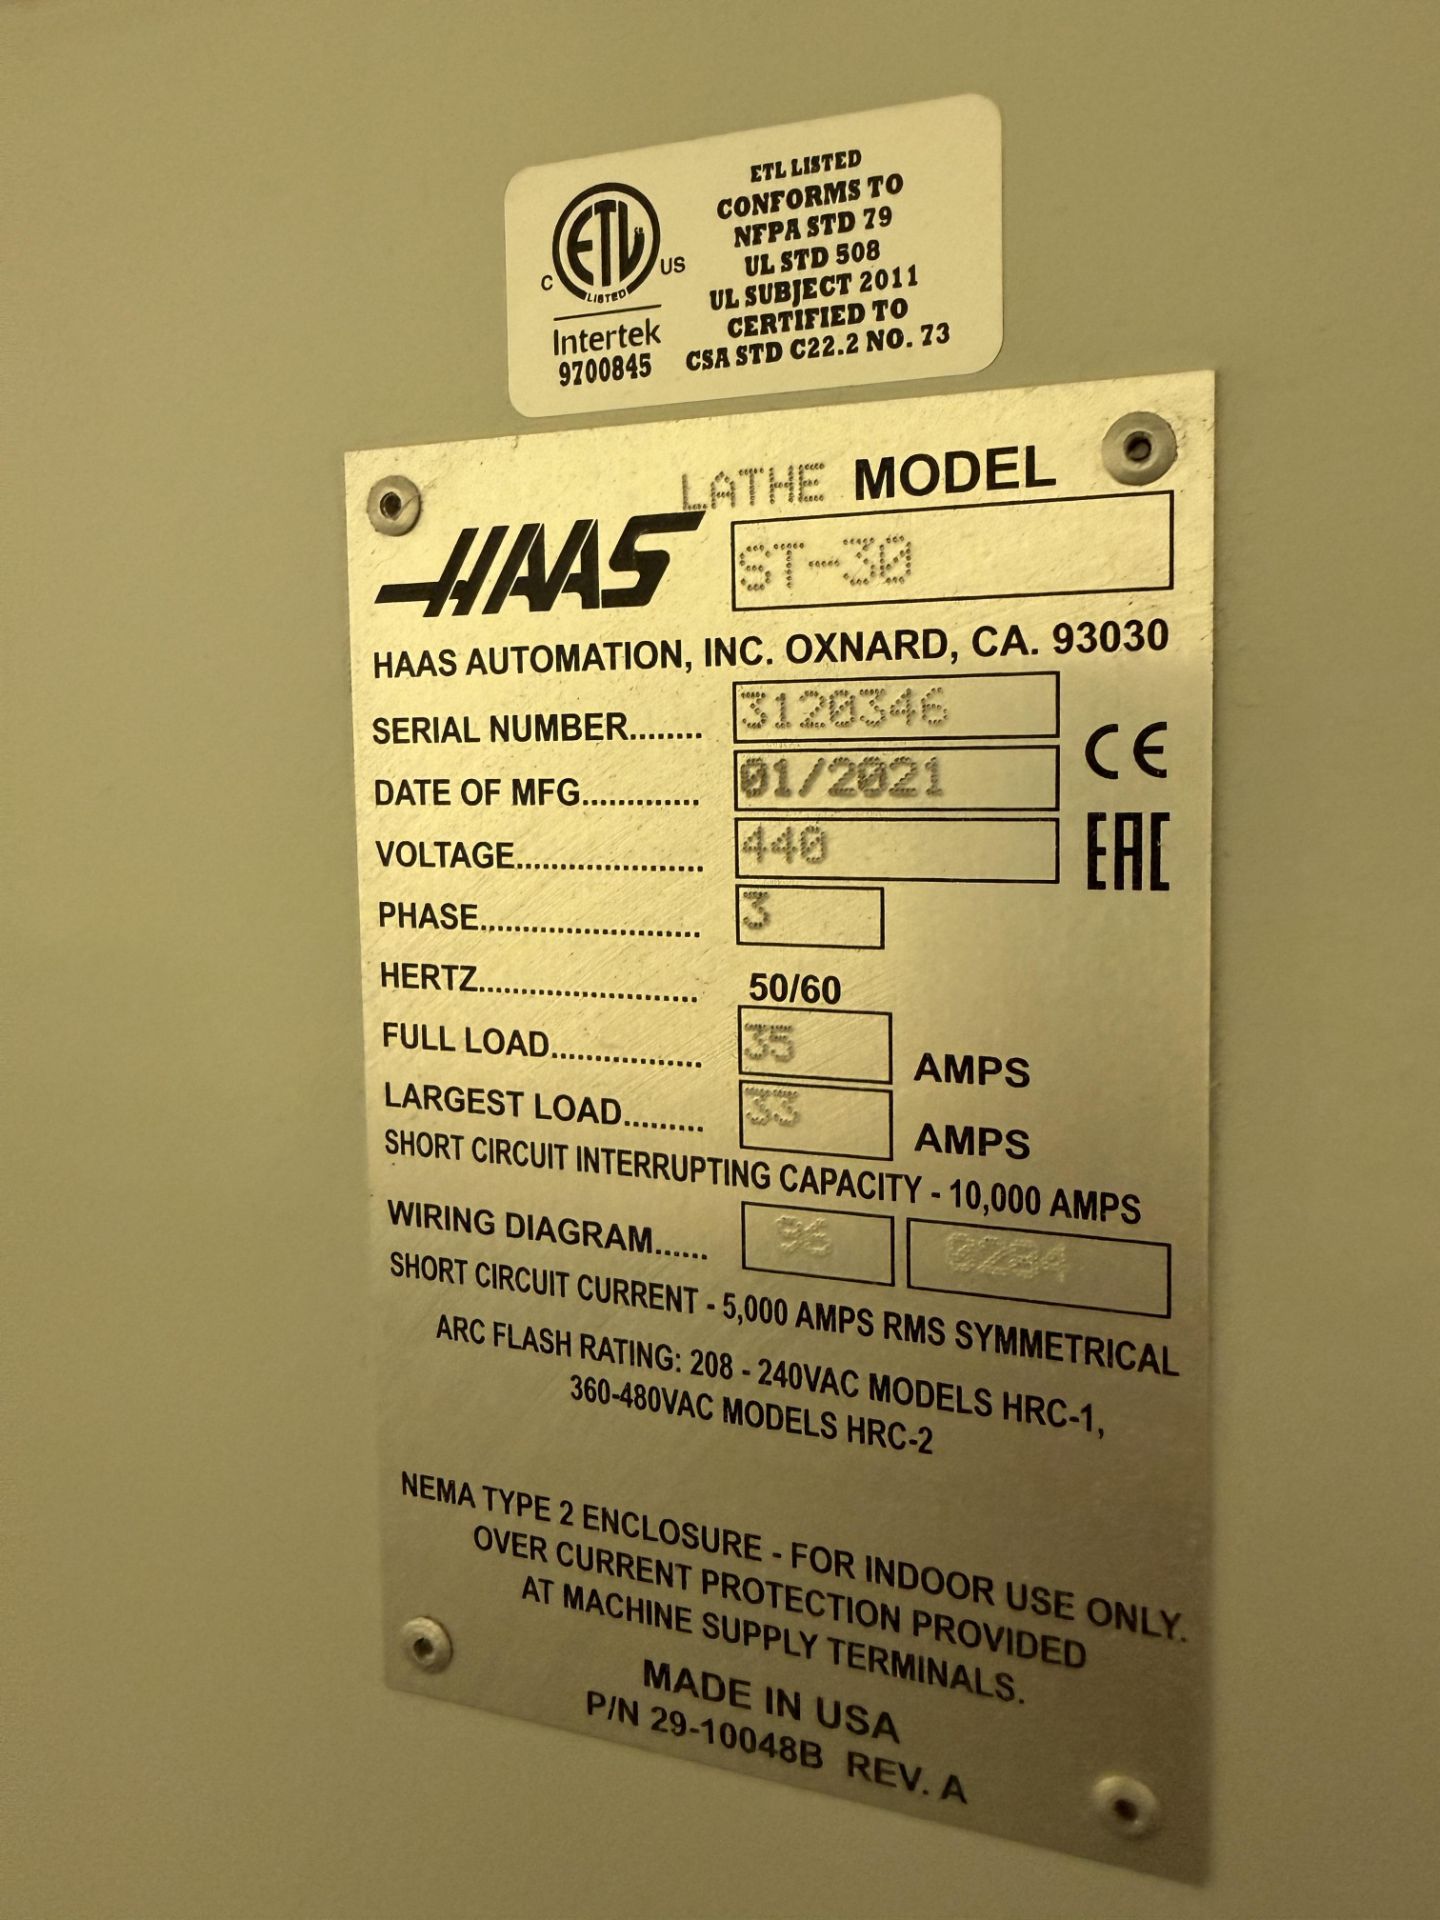 ETL LISTED
CONFORMS TO
NFPA STD 79
UL STD 508
UL SUBJECT 2011
CERTIFIED TO
CSA STD C22.2 NO. 73
C ETL US
LISTED
Intertek
9700845
LATHE MODEL
HAAS ST-30
HAAS AUTOMATION, INC. OXNARD, CA. 93030
SERIAL NUMBER........ 3120346
DATE OF MFG............. 01/2021
CE
VOLTAGE.................... 440
EAC
PHASE......................... 3
HERTZ......................... 50/60
FULL LOAD................. 35 AMPS
LARGEST LOAD......... 33 AMPS
SHORT CIRCUIT INTERRUPTING CAPACITY - 10,000 AMPS
WIRING DIAGRAM...... 96 0284
SHORT CIRCUIT CURRENT - 5,000 AMPS RMS SYMMETRICAL
ARC FLASH RATING: 208 - 240VAC MODELS HRC-1,
360-480VAC MODELS HRC-2
NEMA TYPE 2 ENCLOSURE - FOR INDOOR USE ONLY.
OVER CURRENT PROTECTION PROVIDED
AT MACHINE SUPPLY TERMINALS.
MADE IN USA
P/N 29-10048B REV. A